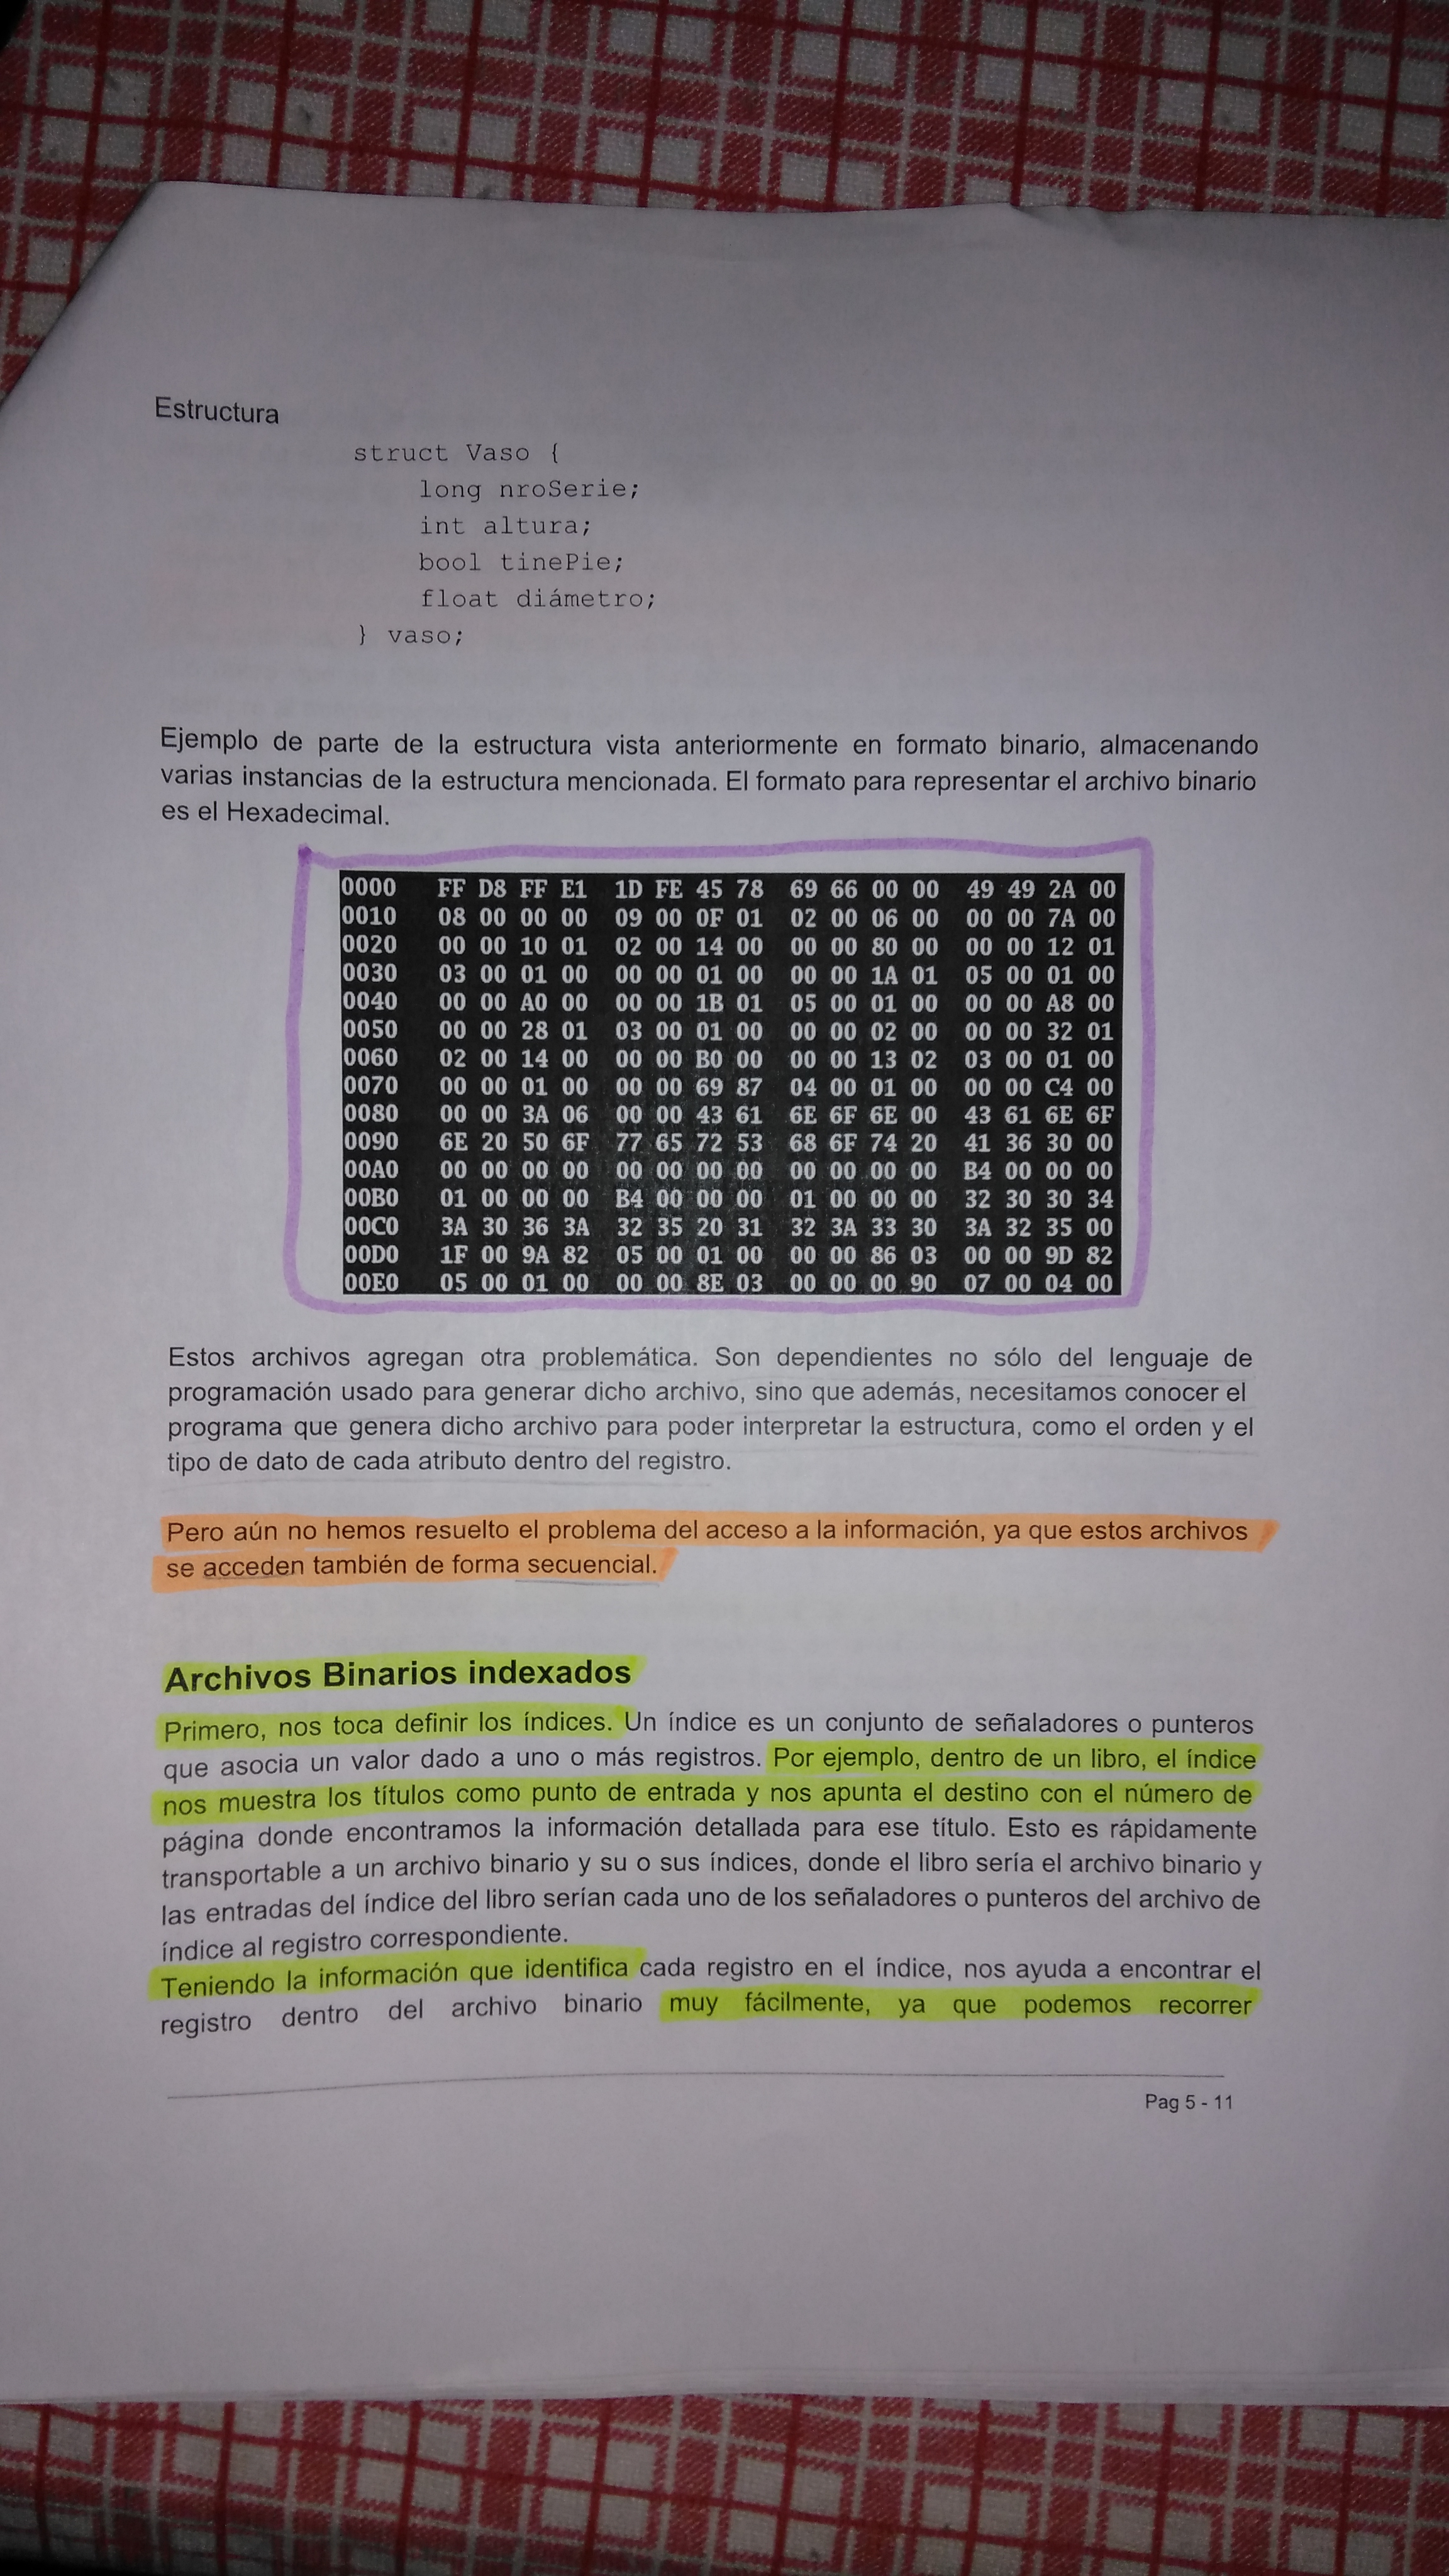 Estructura
struct Vaso {
long nroSerie;
int altura;
bool tinePie;
float diámetro;
} vaso;
Ejemplo de parte de la estructura vista anteriormente en formato binario, almacenando
varias instancias de la estructura mencionada. El formato para representar el archivo binario
es el Hexadecimal.
0000 FF D8 FF E1 1D FE 45 78 69 66 00 00 49 49 2A 00
0010 08 00 00 00 09 00 0F 01 02 00 06 00 00 00 7A 00
0020 00 00 10 01 02 00 14 00 00 00 80 00 00 00 12 01
0030 03 00 01 00 00 00 01 00 00 00 1A 01 05 00 01 00
0040 00 00 A0 00 00 00 1B 01 05 00 01 00 00 00 A8 00
0050 00 00 28 01 03 00 01 00 00 00 02 00 00 00 32 01
0060 02 00 14 00 00 00 B0 00 00 00 13 02 03 00 01 00
0070 00 00 01 00 00 00 69 87 04 00 01 00 00 00 C4 00
0080 00 00 3A 06 00 00 43 61 6E 6F 6E 00 43 61 6E 6F
0090 6E 20 50 6F 77 65 72 53 68 6F 74 20 41 36 30 00
00A0 00 00 00 00 00 00 00 00 00 00 00 00 B4 00 00 00
00B0 01 00 00 00 B4 00 00 00 01 00 00 00 32 30 30 34
00C0 3A 30 36 3A 32 35 20 31 32 3A 33 30 3A 32 35 00
00D0 1F 00 9A 82 05 00 01 00 00 00 86 03 00 00 9D 82
00E0 05 00 01 00 00 00 8E 03 00 00 00 90 07 00 04 00
Estos archivos agregan otra problemática. Son dependientes no sólo del lenguaje de
programación usado para generar dicho archivo, sino que además, necesitamos conocer el
programa que genera dicho archivo para poder interpretar la estructura, como el orden y el
tipo de dato de cada atributo dentro del registro.
Pero aún no hemos resuelto el problema del acceso a la información, ya que estos archivos
se acceden también de forma secuencial.
Archivos Binarios indexados
Primero, nos toca definir los índices. Un índice es un conjunto de señaladores o punteros
que asocia un valor dado a uno o más registros. Por ejemplo, dentro de un libro, el índice
nos muestra los títulos como punto de entrada y nos apunta el destino con el número de
página donde encontramos la información detallada para ese título. Esto es rápidamente
transportable a un archivo binario y su o sus índices, donde el libro sería el archivo binario y
las entradas del índice del libro serían cada uno de los señaladores o punteros del archivo de
índice al registro correspondiente.
Teniendo la información que identifica cada registro en el índice, nos ayuda a encontrar el
registro dentro del archivo binario muy fácilmente, ya que podemos recorrer
Pag 5 - 11